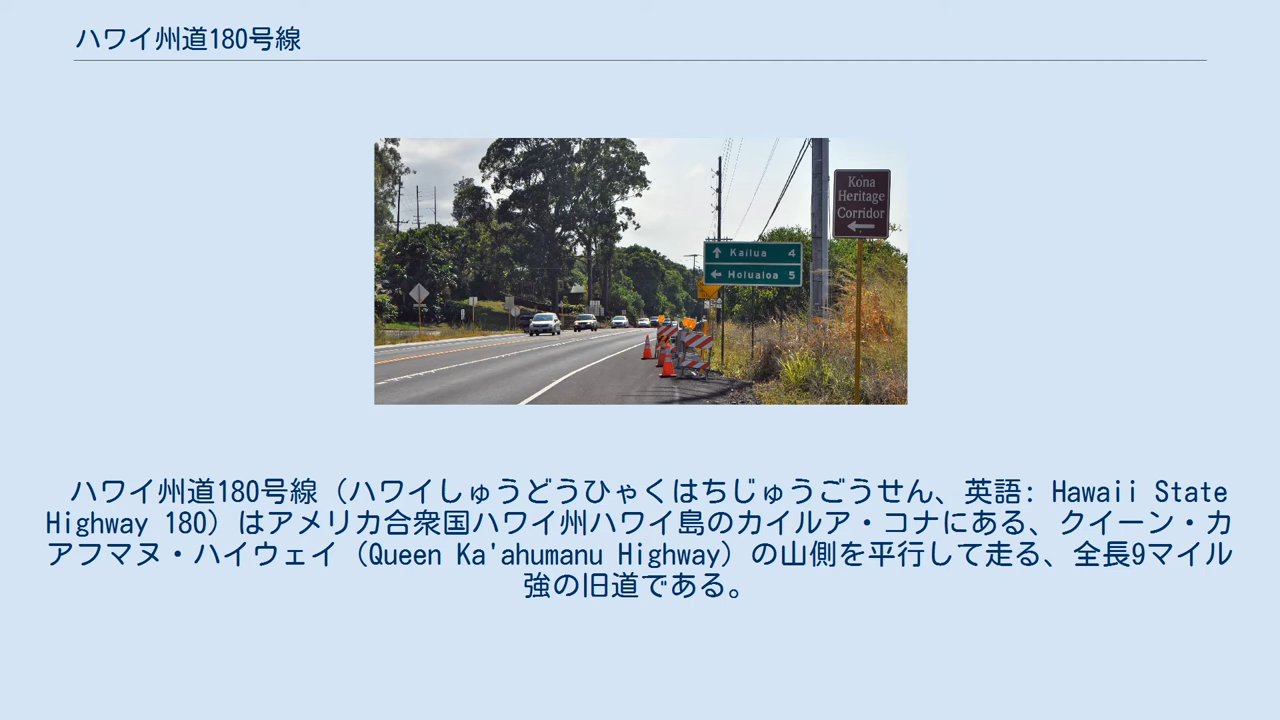 ハワイ州道180号線
Kona
Heritage
Corridor
Kailua 4
Holualoa 5
ハワイ州道180号線（ハワイしゅうどうひゃくはちじゅうごうせん、英語: Hawaii State
Highway 180）はアメリカ合衆国ハワイ州ハワイ島のカイルア・コナにある、クイーン・カ
アフマヌ・ハイウェイ（Queen Ka'ahumanu Highway）の山側を平行して走る、全長9マイル
強の旧道である。